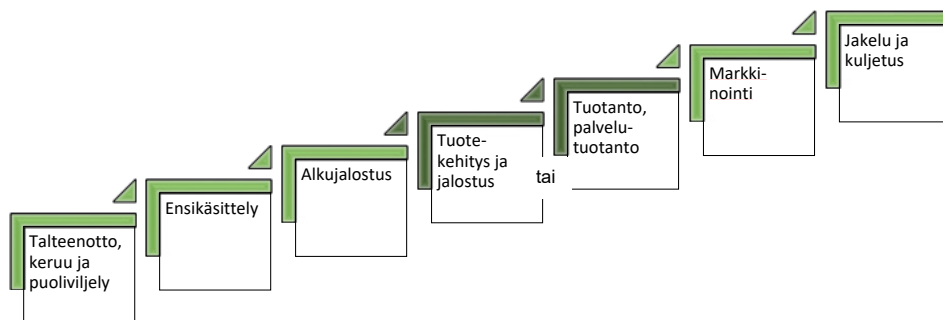 Talteenotto,
keruu ja
puoliviljely
Ensikäsittely
Alkujalostus
Tuote-
kehitys ja
jalostus
tai
Tuotanto,
palvelu-
tuotanto
Markki-
nointi
Jakelu ja
kuljetus